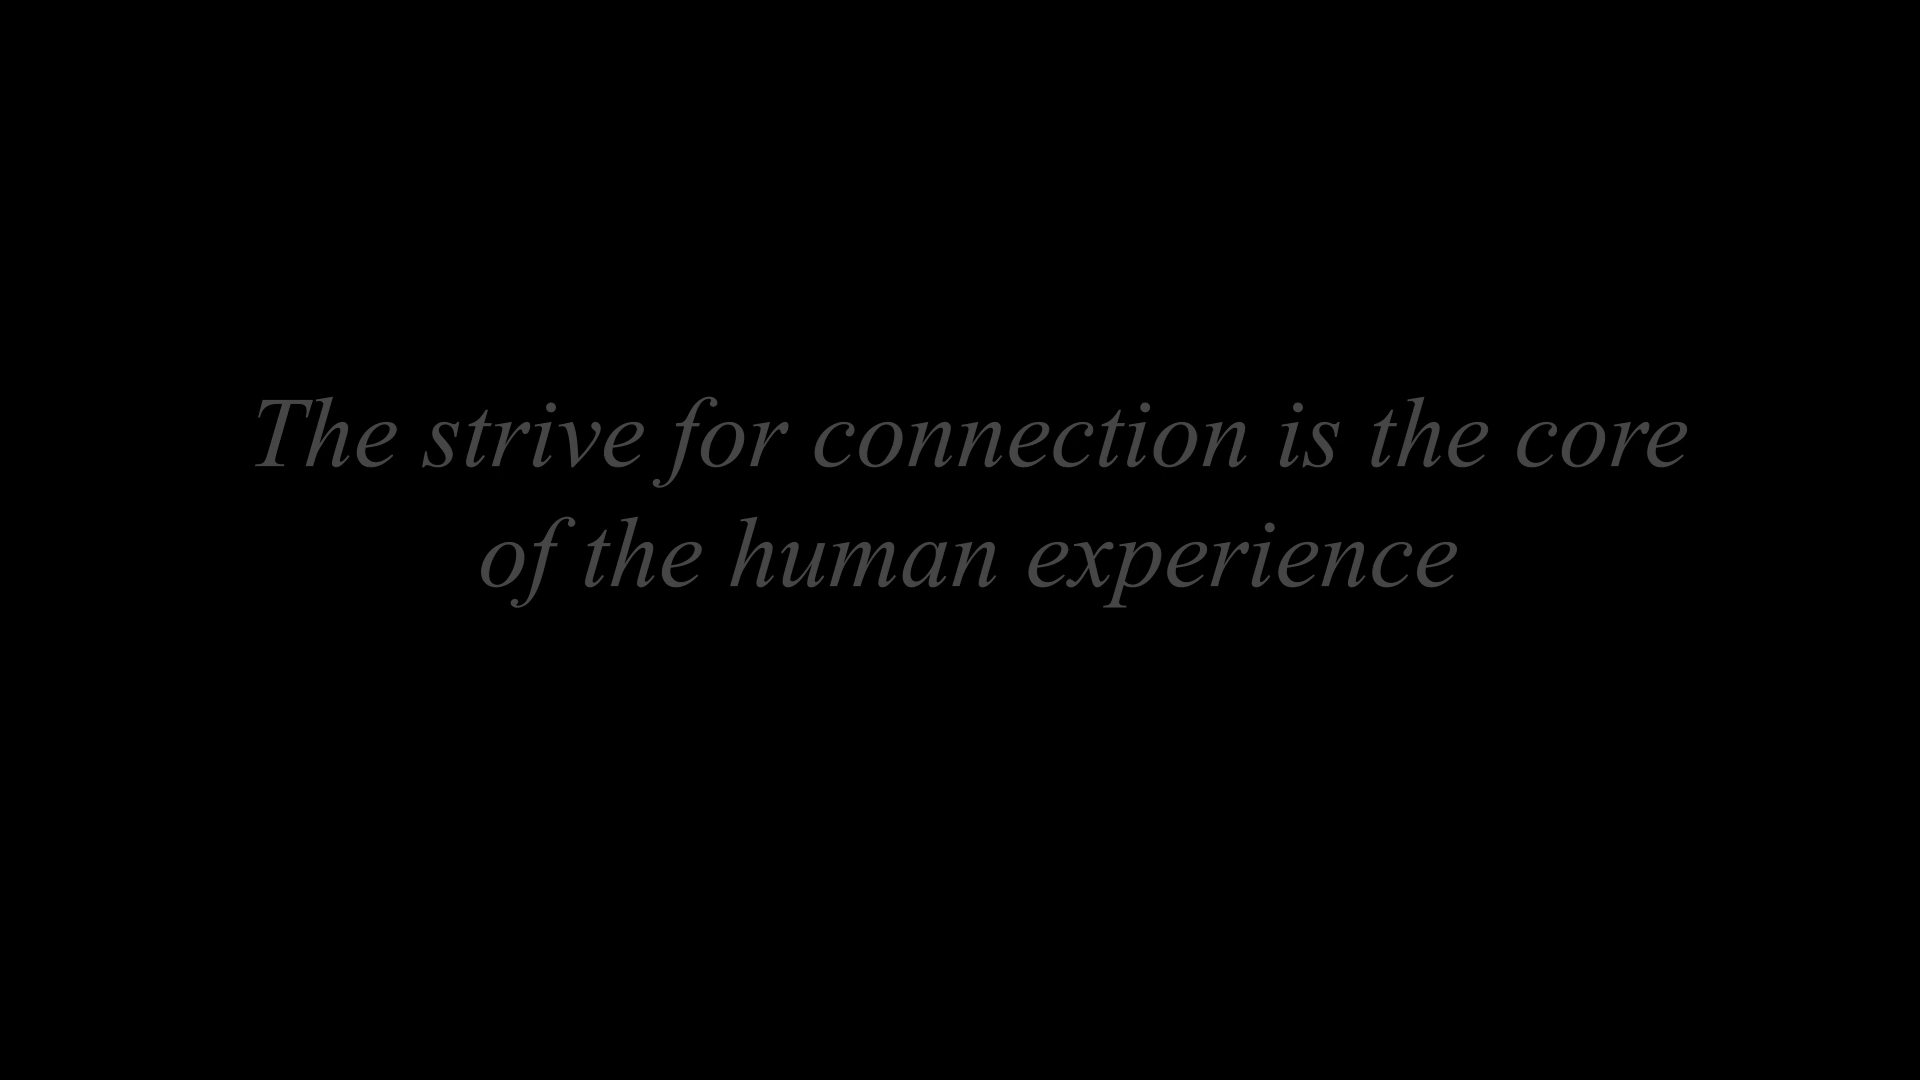 The strive for connection is the core
of the human experience